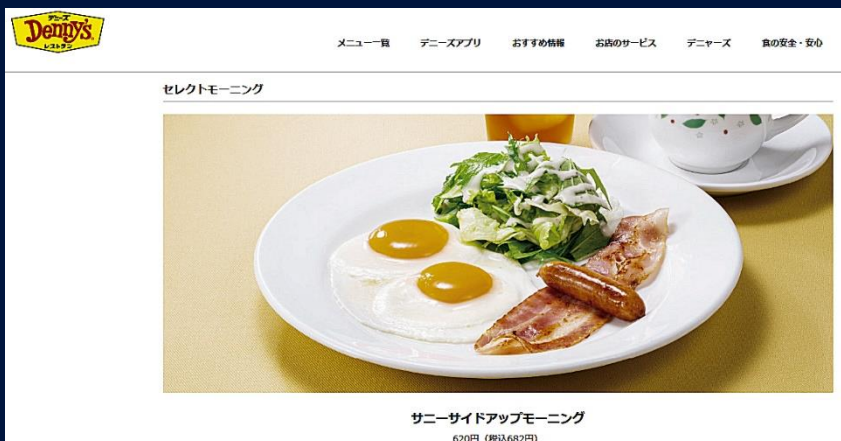 デニーズ
Denny's
レストラン
メニュー一覧 デニーズアプリ おすすめ情報 お店のサービス デニャーズ 食の安全・安心
セレクトモーニング
サニーサイドアップモーニング
620円（税込682円）